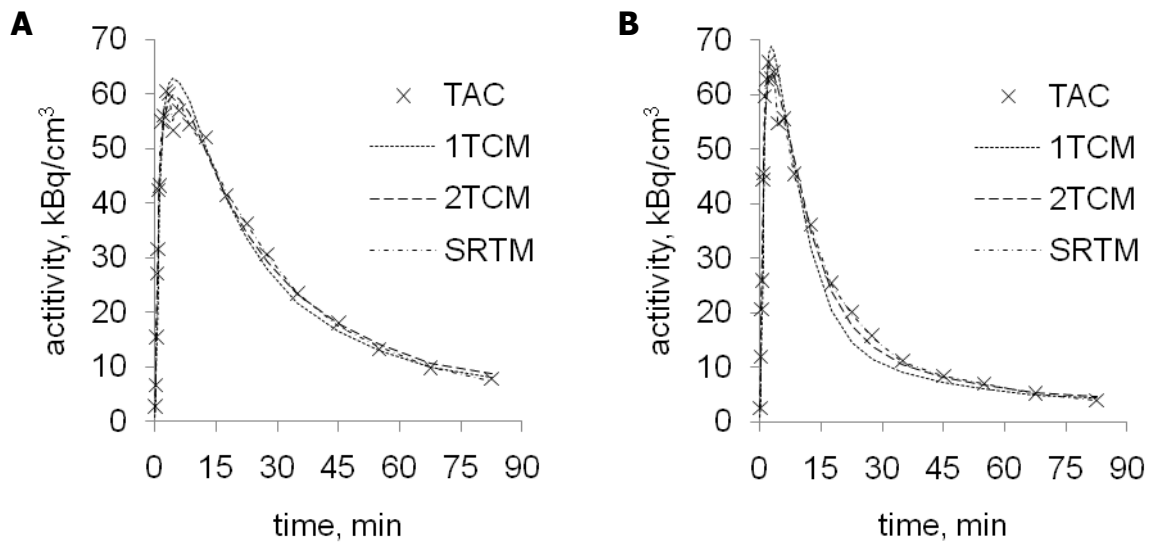 A
70
60
50
40
30
20
10
0
actitivity, kBq/cm³
0 15 30 45 60 75 90
time, min
TAC
1TCM
2TCM
SRTM
B
70
60
50
40
30
20
10
0
actitivity, kBq/cm³
0 15 30 45 60 75 90
time, min
TAC
1TCM
2TCM
SRTM